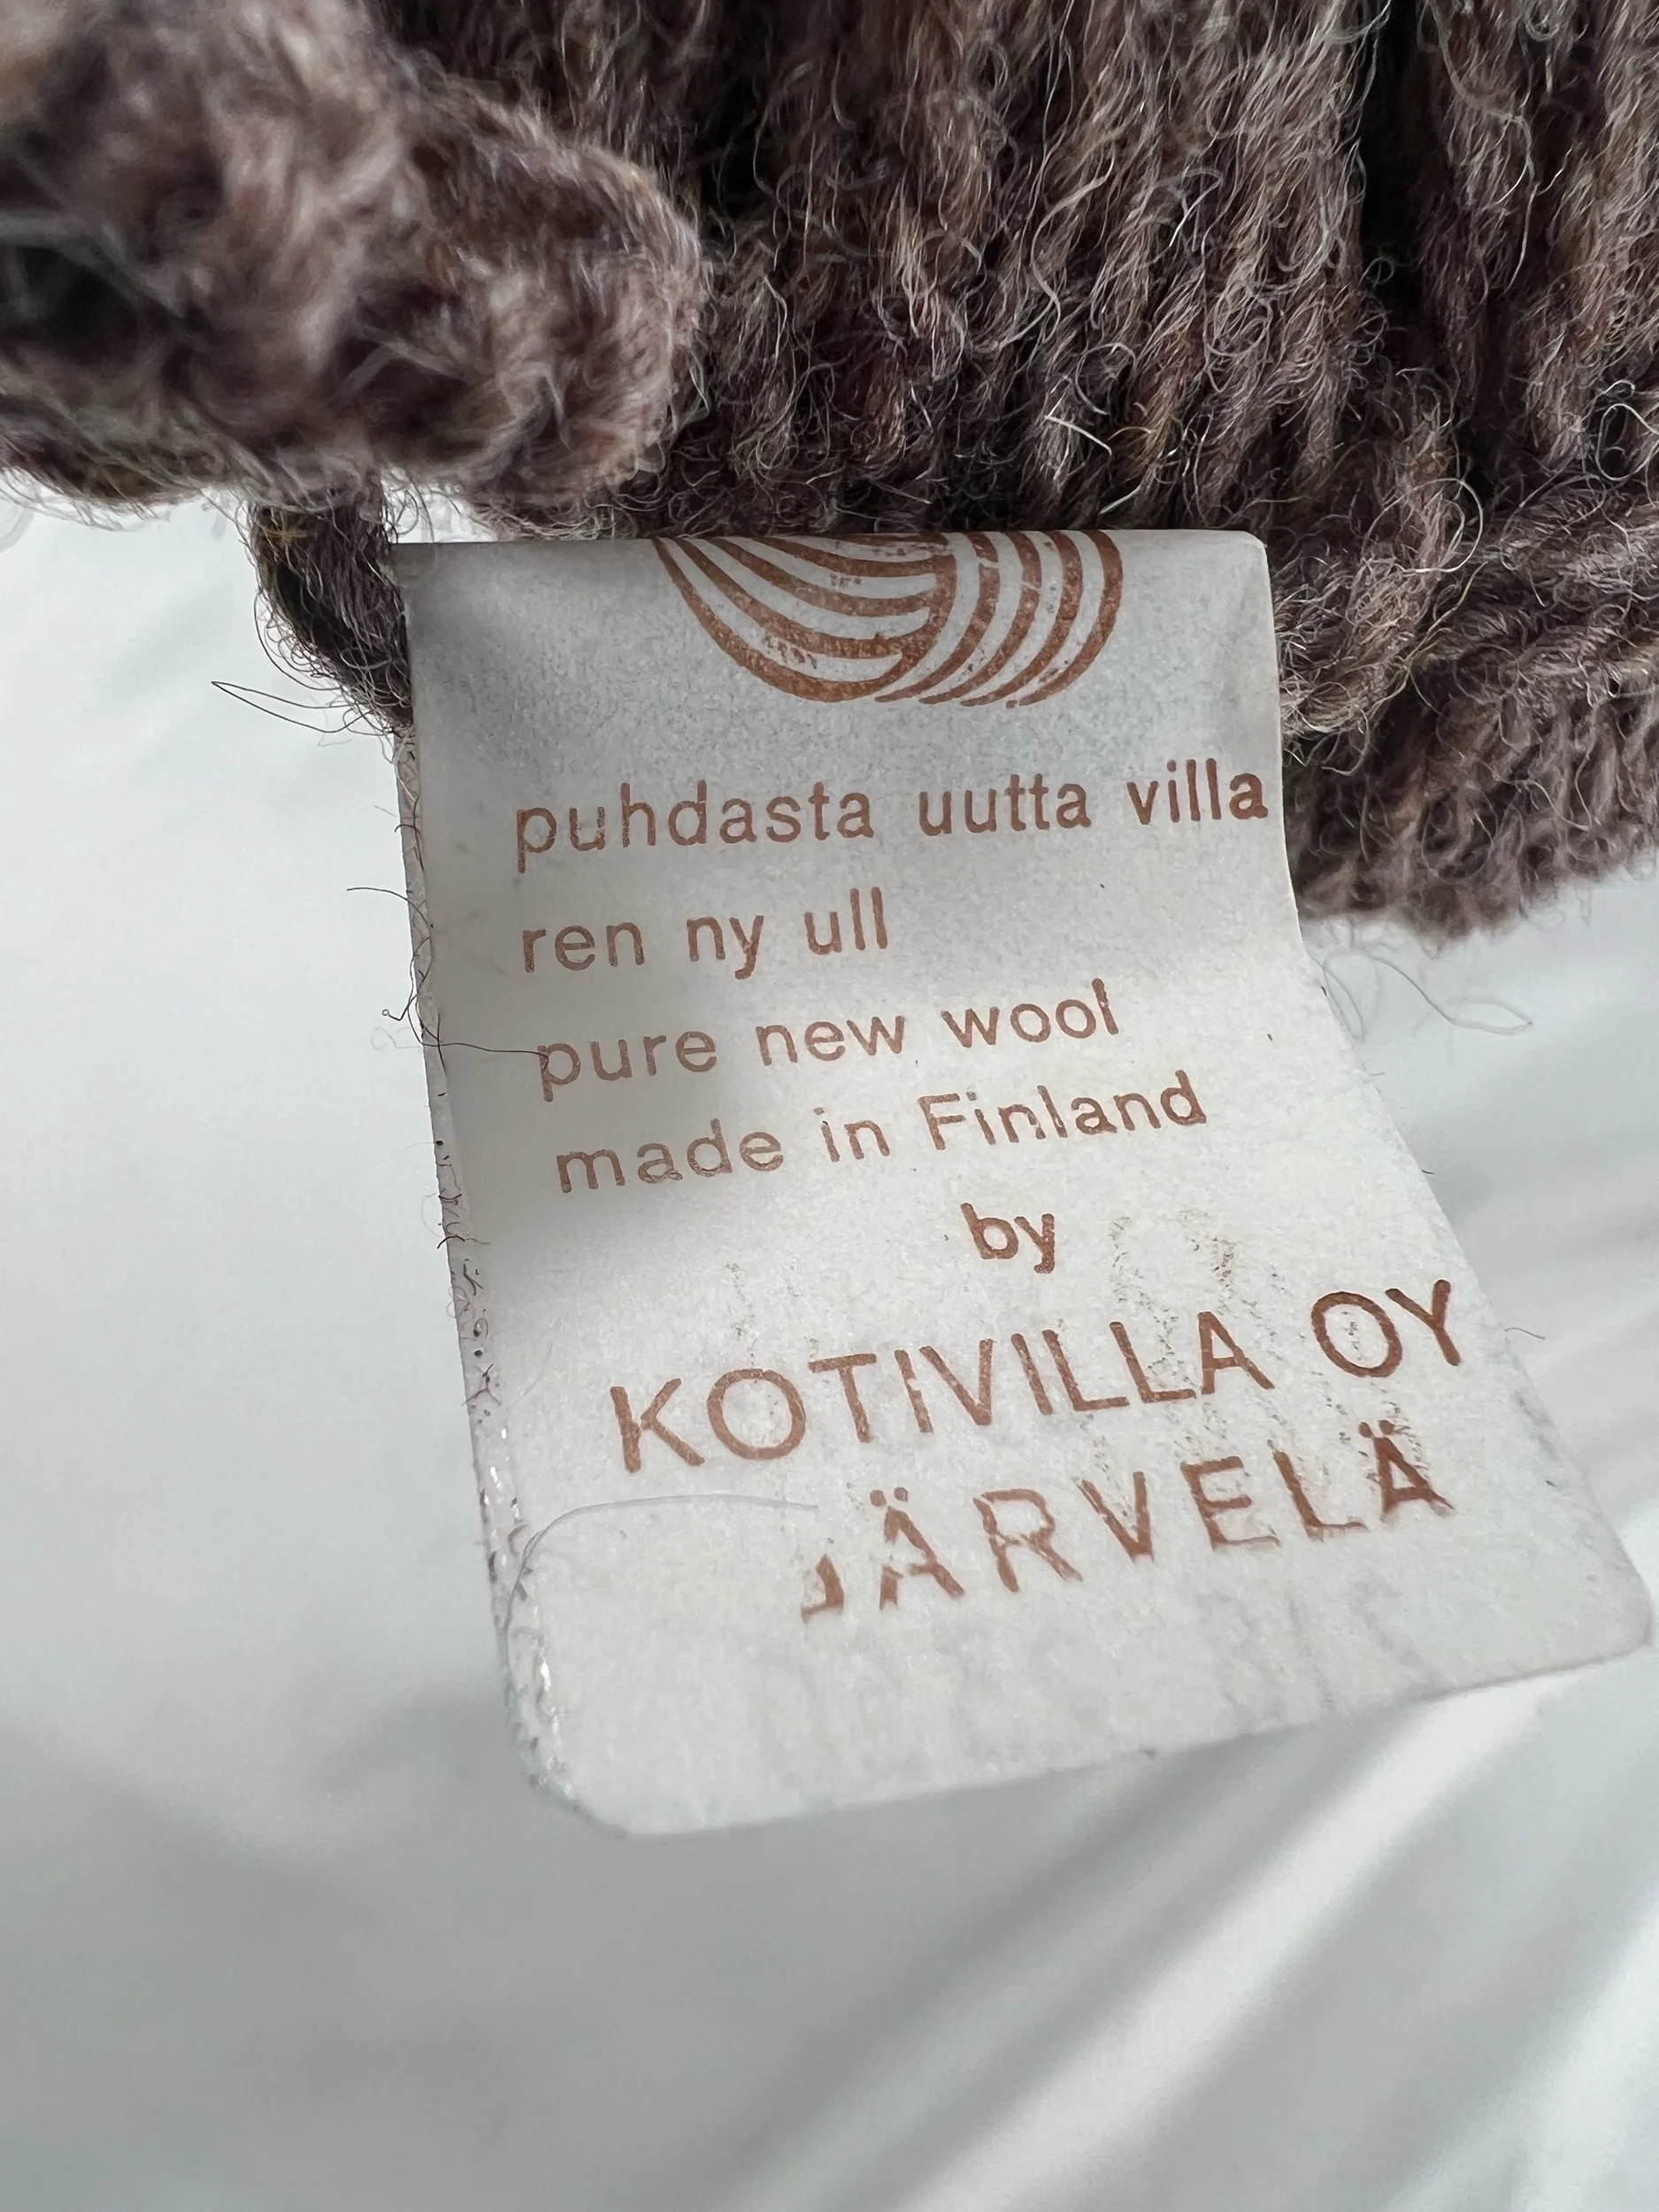 puhdasta uutta villa
ren ny ull
pure new wool
made in Finland
by
KOTIVILLA OY
JÄRVELÄ